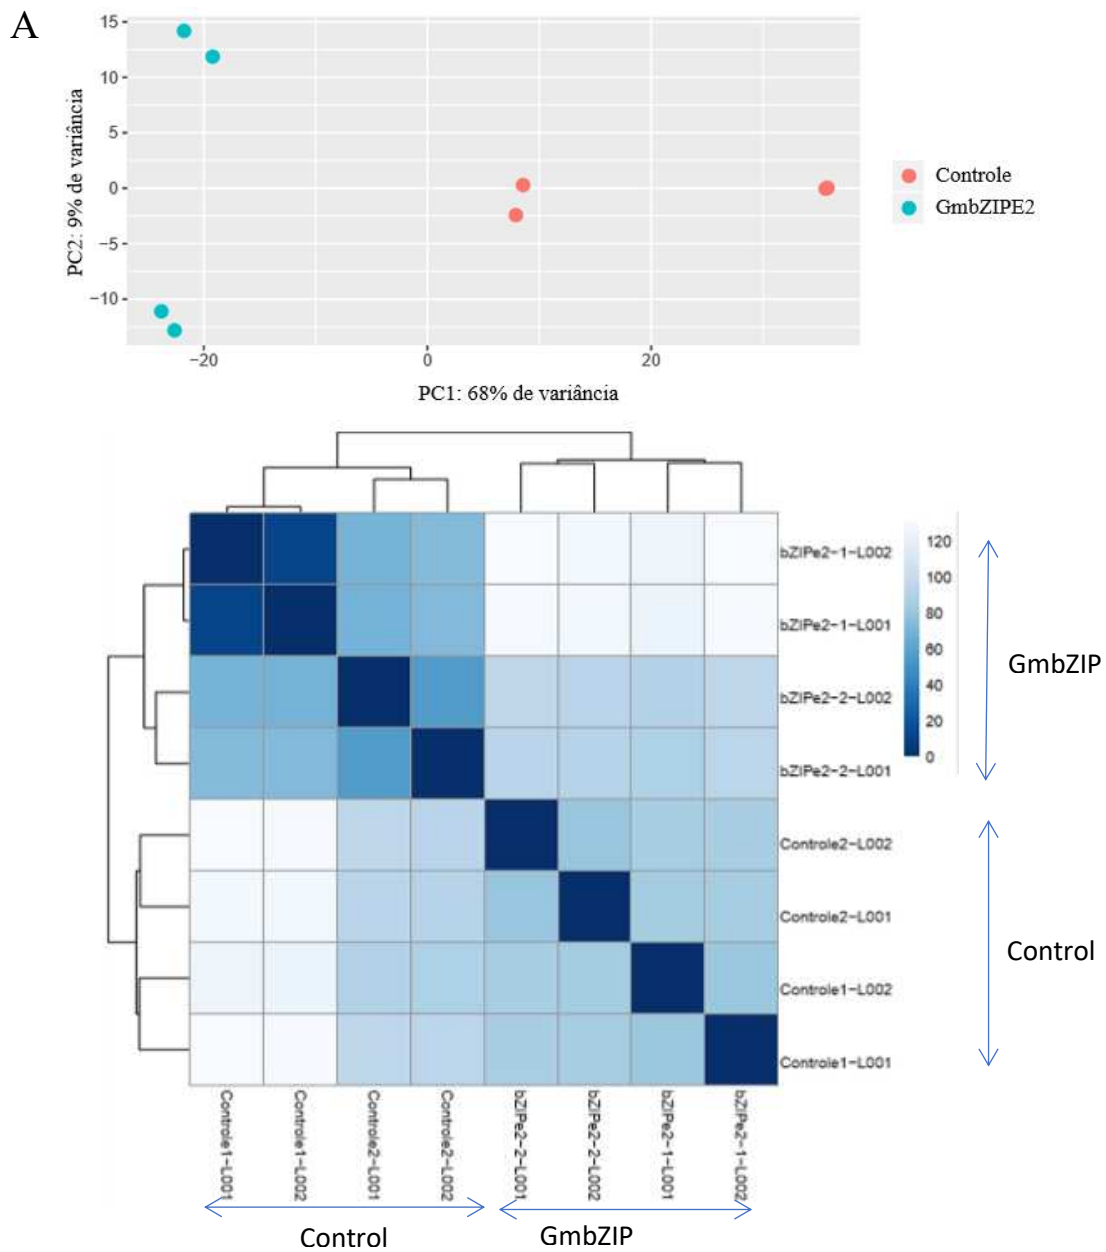 A
15
10
5
0
−5
−10
PC2: 9% de variância
−20
0
20
PC1: 68% de variância
Controle
GmbZIPE2
bZIPe2−1−L002
bZIPe2−1−L001
bZIPe2−2−L002
bZIPe2−2−L001
Controle2−L002
Controle2−L001
Controle1−L002
Controle1−L001
120
100
80
60
40
20
0
GmbZIP
Control
Controle1−L001
Controle1−L002
Controle2−L001
Controle2−L002
bZIPe2−2−L001
bZIPe2−2−L002
bZIPe2−1−L001
bZIPe2−1−L002
Control
GmbZIP